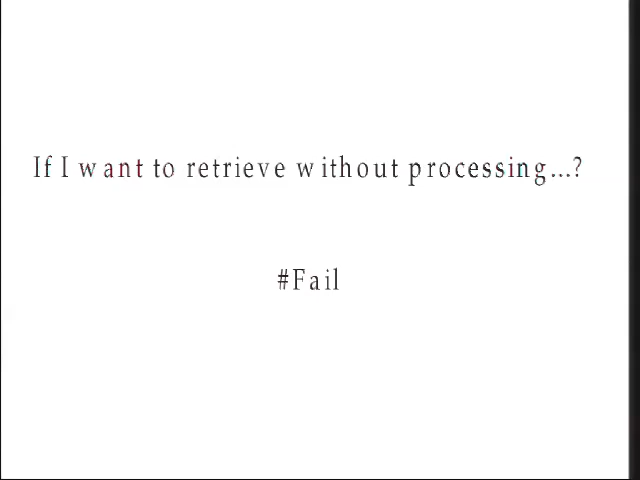 If I want to retrieve without processing...?
#Fail